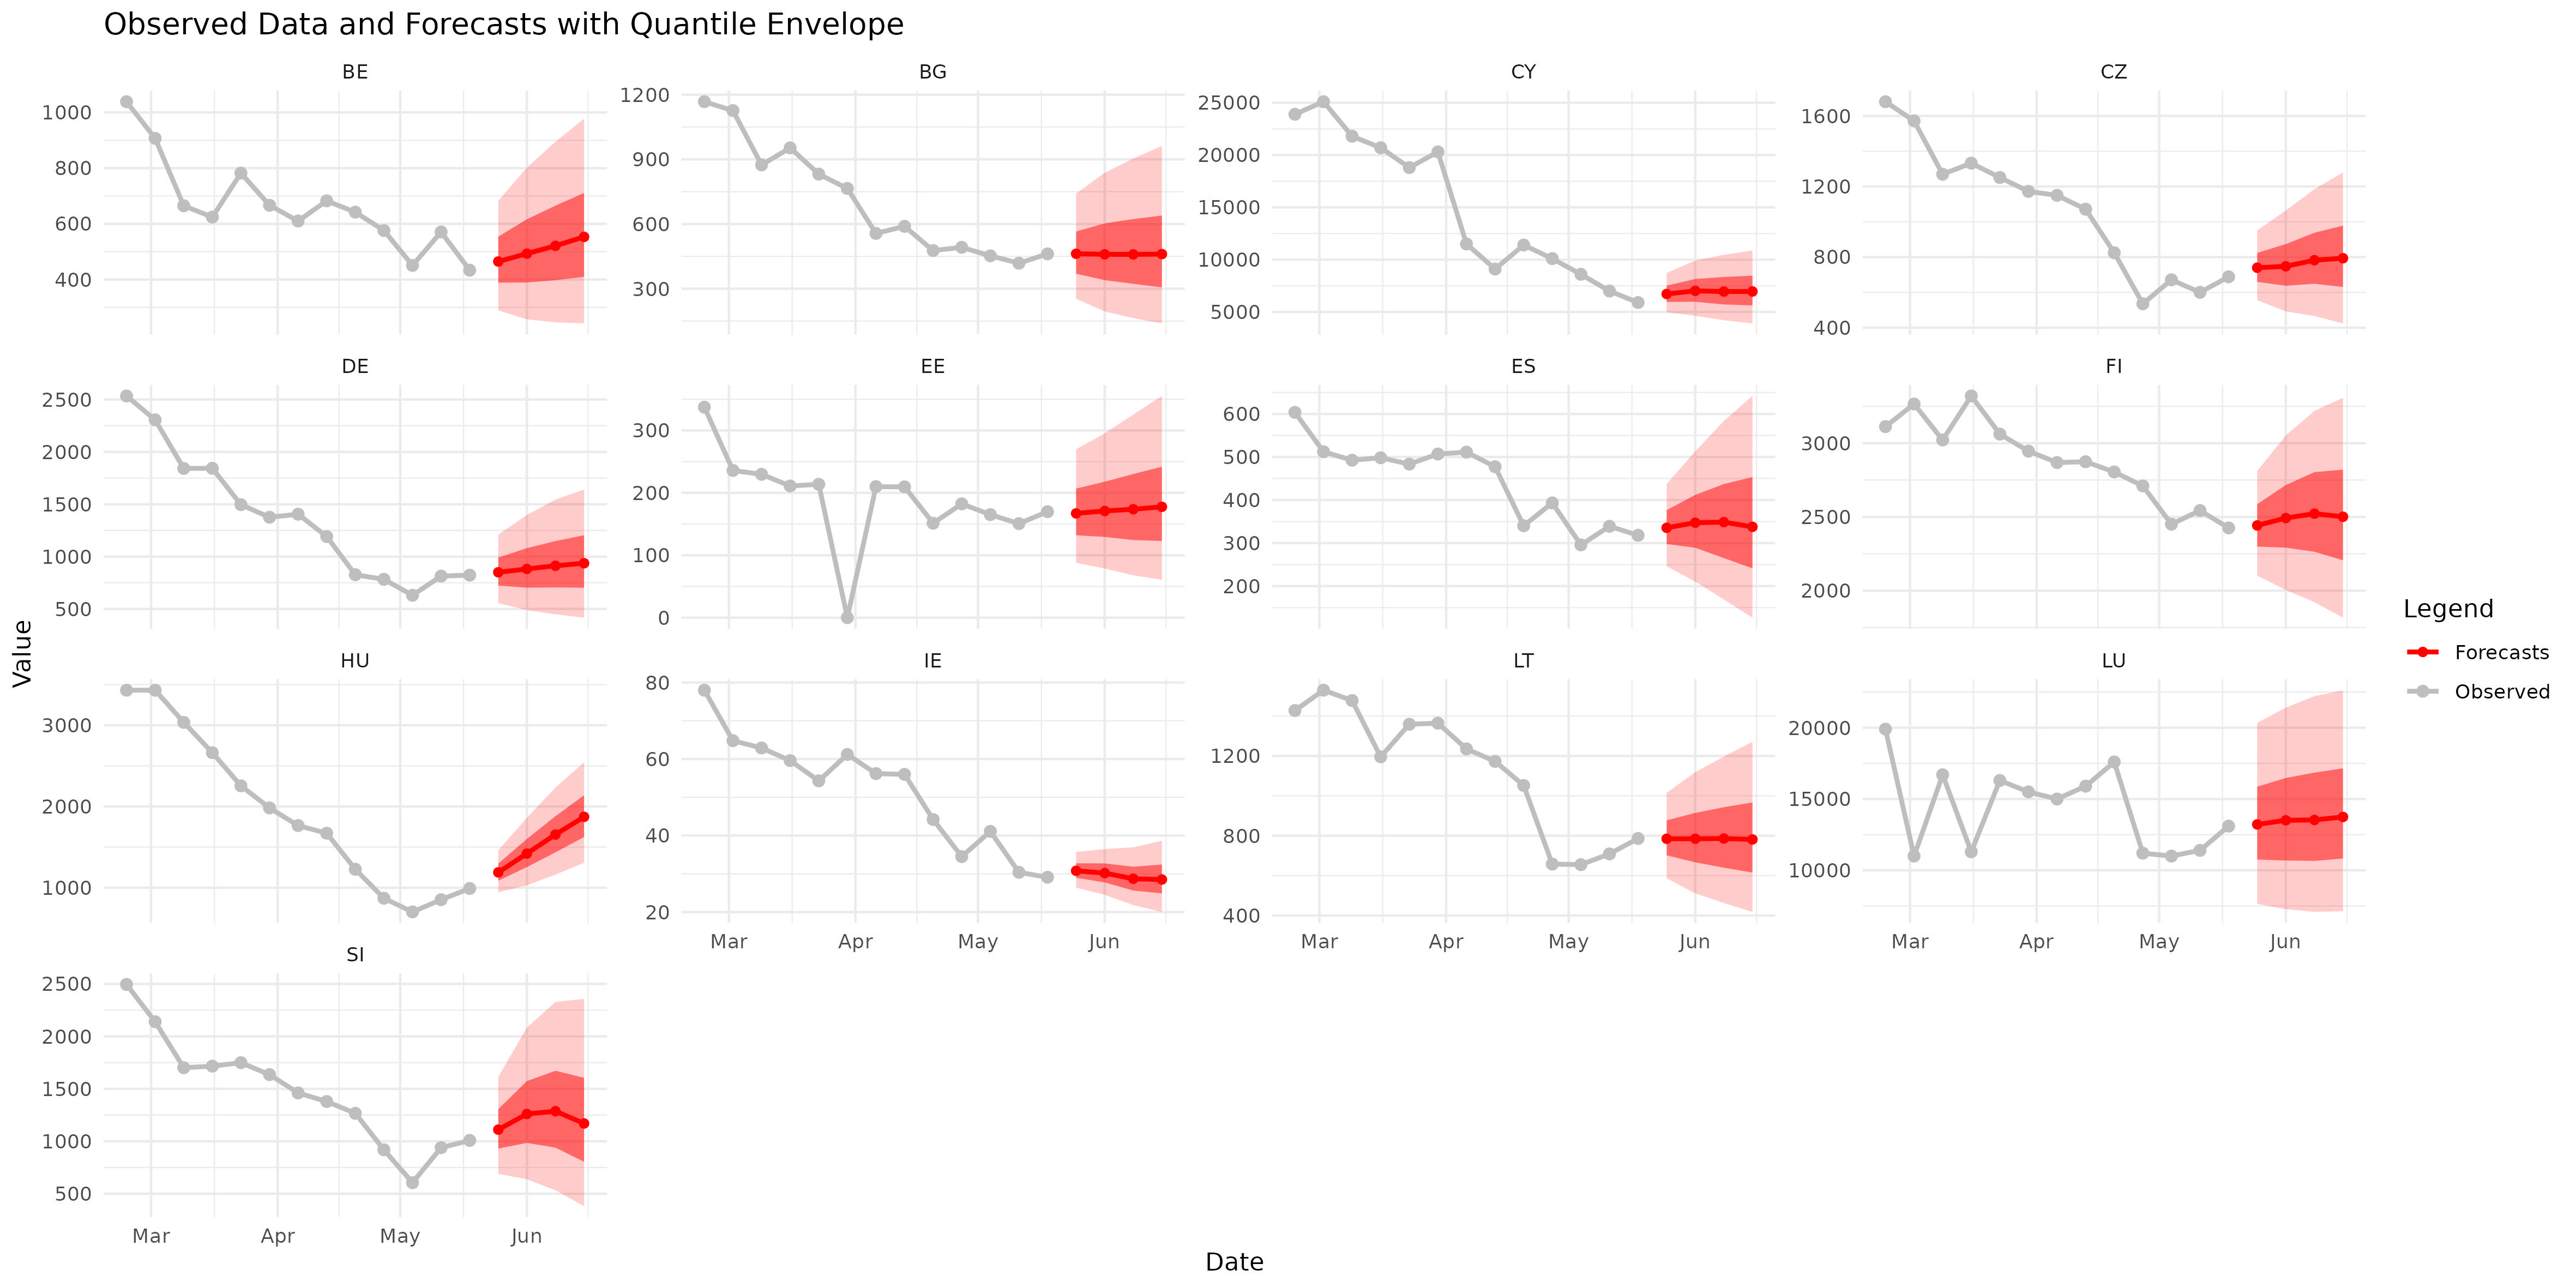 Observed Data and Forecasts with Quantile Envelope
BE
BG
CY
CZ
1000
800
600
400
1200
900
600
300
25000
20000
15000
10000
5000
1600
1200
800
400
DE
EE
ES
FI
2500
2000
1500
1000
500
300
200
100
0
600
500
400
300
200
3000
2500
2000
Value
HU
IE
LT
LU
3000
2000
1000
80
60
40
20
1200
800
400
20000
15000
10000
Mar Apr May Jun
Mar Apr May Jun
Mar Apr May Jun
SI
2500
2000
1500
1000
500
Mar Apr May Jun
Date
Legend
Forecasts
Observed